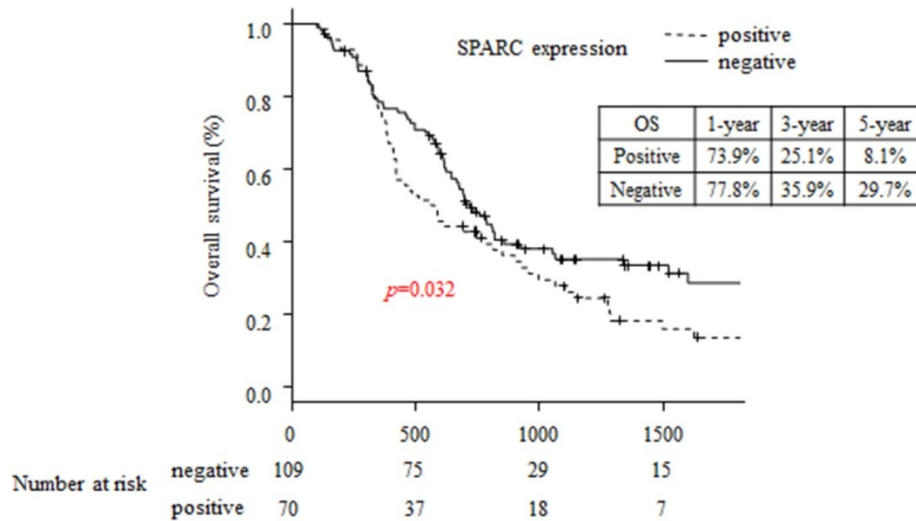 SPARC expression
positive
negative
OS 1-year 3-year 5-year
Positive 73.9% 25.1% 8.1%
Negative 77.8% 35.9% 29.7%
Overall survival (%)
1.0
0.8
0.6
0.4
0.2
0.0
p=0.032
0 500 1000 1500
Number at risk
negative 109 75 29 15
positive 70 37 18 7